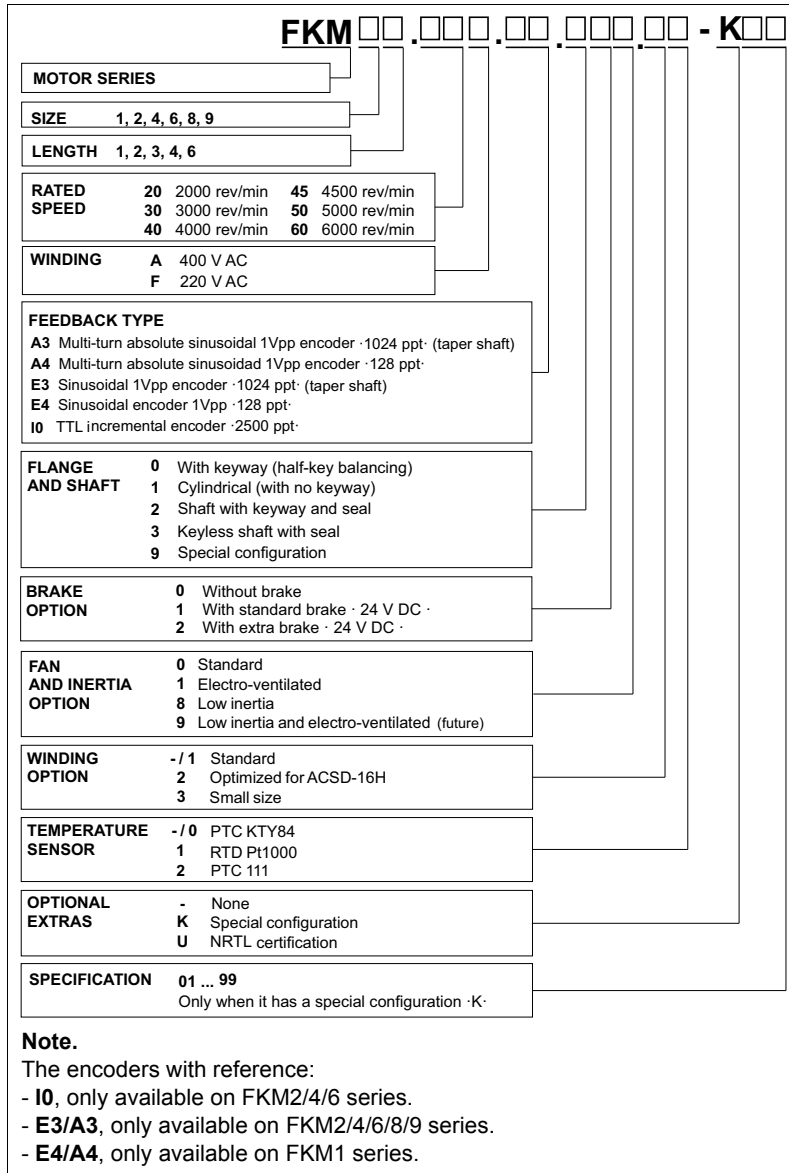 FKM□□.□□□.□□.□□□.□□ - K□□
MOTOR SERIES
SIZE 1, 2, 4, 6, 8, 9
LENGTH 1, 2, 3, 4, 6
RATED SPEED
20 2000 rev/min 45 4500 rev/min
30 3000 rev/min 50 5000 rev/min
40 4000 rev/min 60 6000 rev/min
WINDING A 400 V AC
F 220 V AC
FEEDBACK TYPE
A3 Multi-turn absolute sinusoidal 1Vpp encoder ·1024 ppt· (taper shaft)
A4 Multi-turn absolute sinusoidad 1Vpp encoder ·128 ppt·
E3 Sinusoidal 1Vpp encoder ·1024 ppt· (taper shaft)
E4 Sinusoidal encoder 1Vpp ·128 ppt·
I0 TTL incremental encoder ·2500 ppt·
FLANGE AND SHAFT
0 With keyway (half-key balancing)
1 Cylindrical (with no keyway)
2 Shaft with keyway and seal
3 Keyless shaft with seal
9 Special configuration
BRAKE OPTION
0 Without brake
1 With standard brake · 24 V DC ·
2 With extra brake · 24 V DC ·
FAN AND INERTIA OPTION
0 Standard
1 Electro-ventilated
8 Low inertia
9 Low inertia and electro-ventilated (future)
WINDING OPTION
- / 1 Standard
2 Optimized for ACSD-16H
3 Small size
TEMPERATURE SENSOR
- / 0 PTC KTY84
1 RTD Pt1000
2 PTC 111
OPTIONAL EXTRAS
- None
K Special configuration
U NRTL certification
SPECIFICATION 01 ... 99
Only when it has a special configuration ·K·
Note.
The encoders with reference:
- I0, only available on FKM2/4/6 series.
- E3/A3, only available on FKM2/4/6/8/9 series.
- E4/A4, only available on FKM1 series.